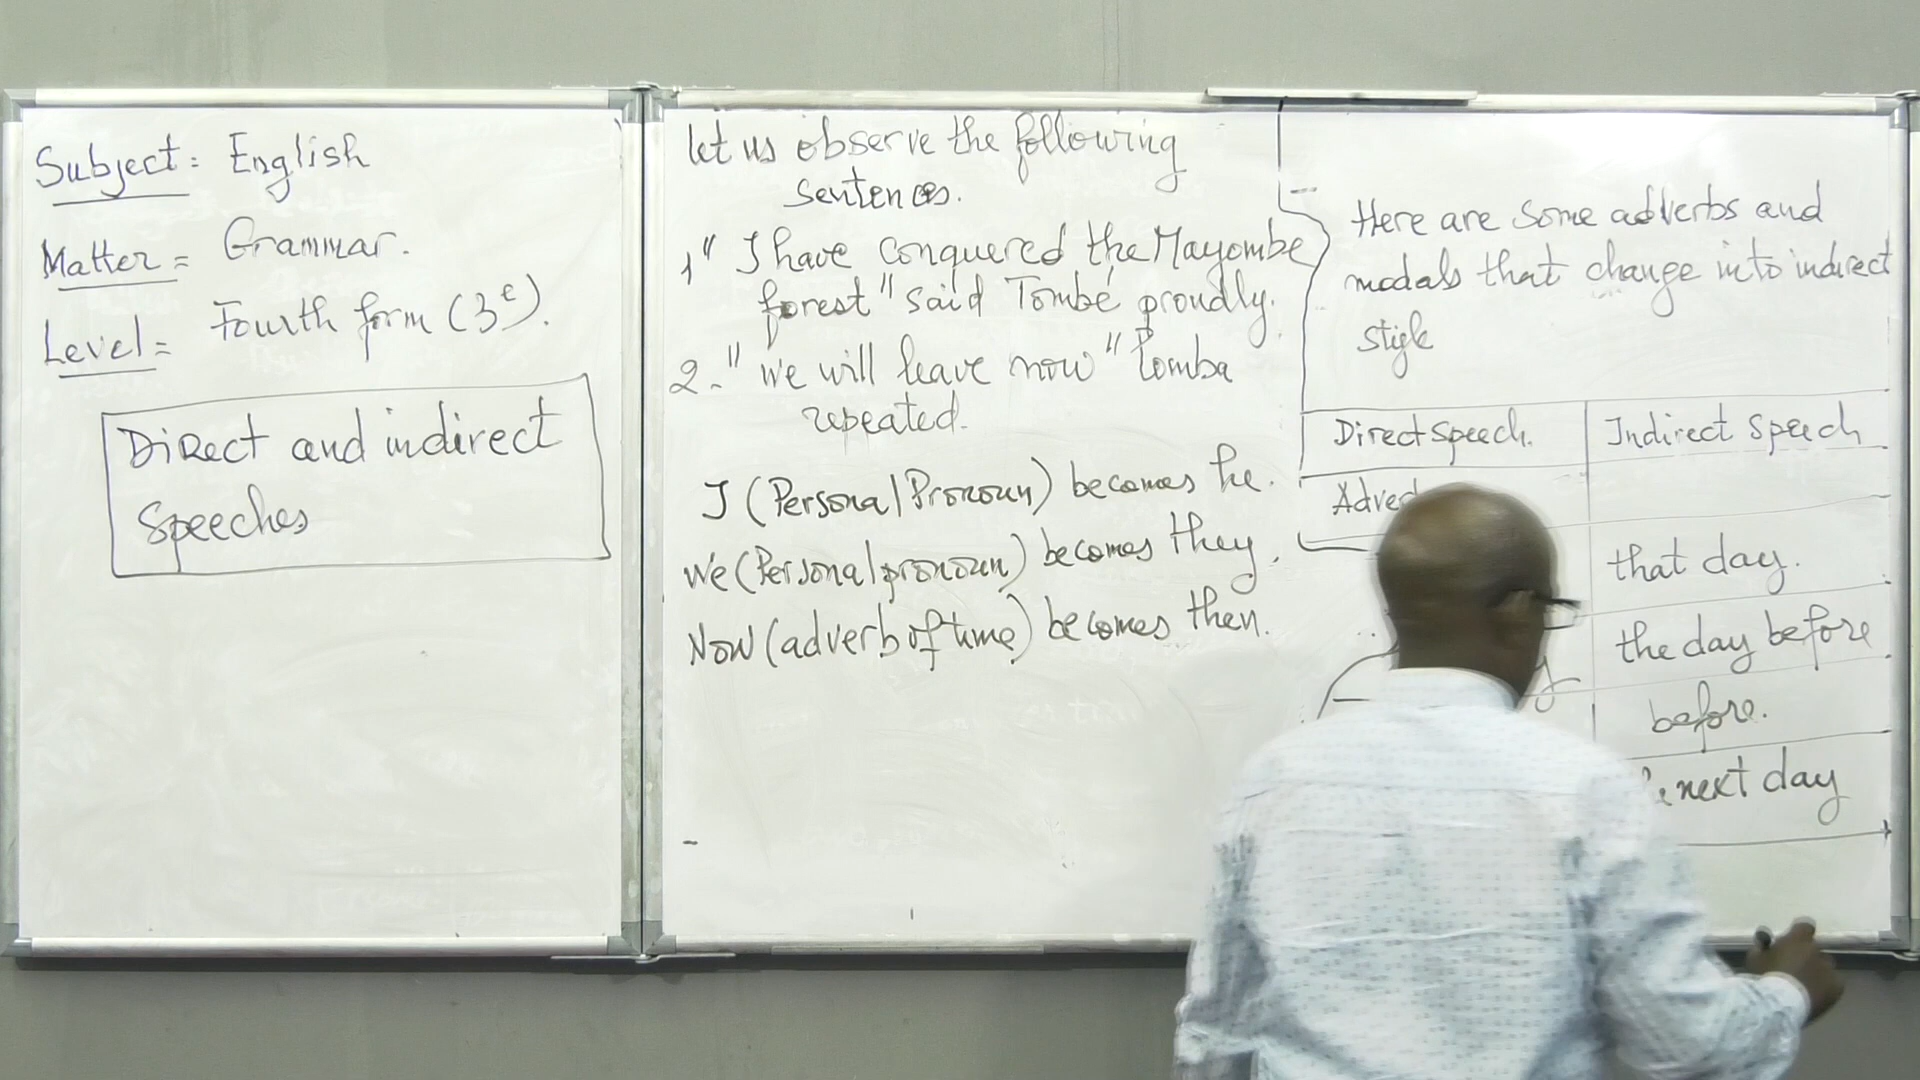 Subject: English
Matter = Grammar.
Level = Fourth form (3e).
Direct and indirect
Speeches
let us observe the following
sentences.
1" I have conquered the Mayombe
forest" said Tombé proudly.
2-" we will leave now" tomba
repeated.
I (Personal Pronoun) becomes he.
We (Personal pronoun) becomes they.
Now (adverb of time) becomes then.
Here are some adverbs and
modals that change into indirect
style
Direct speech. Indirect speech
that day.
the day before
before.
next day